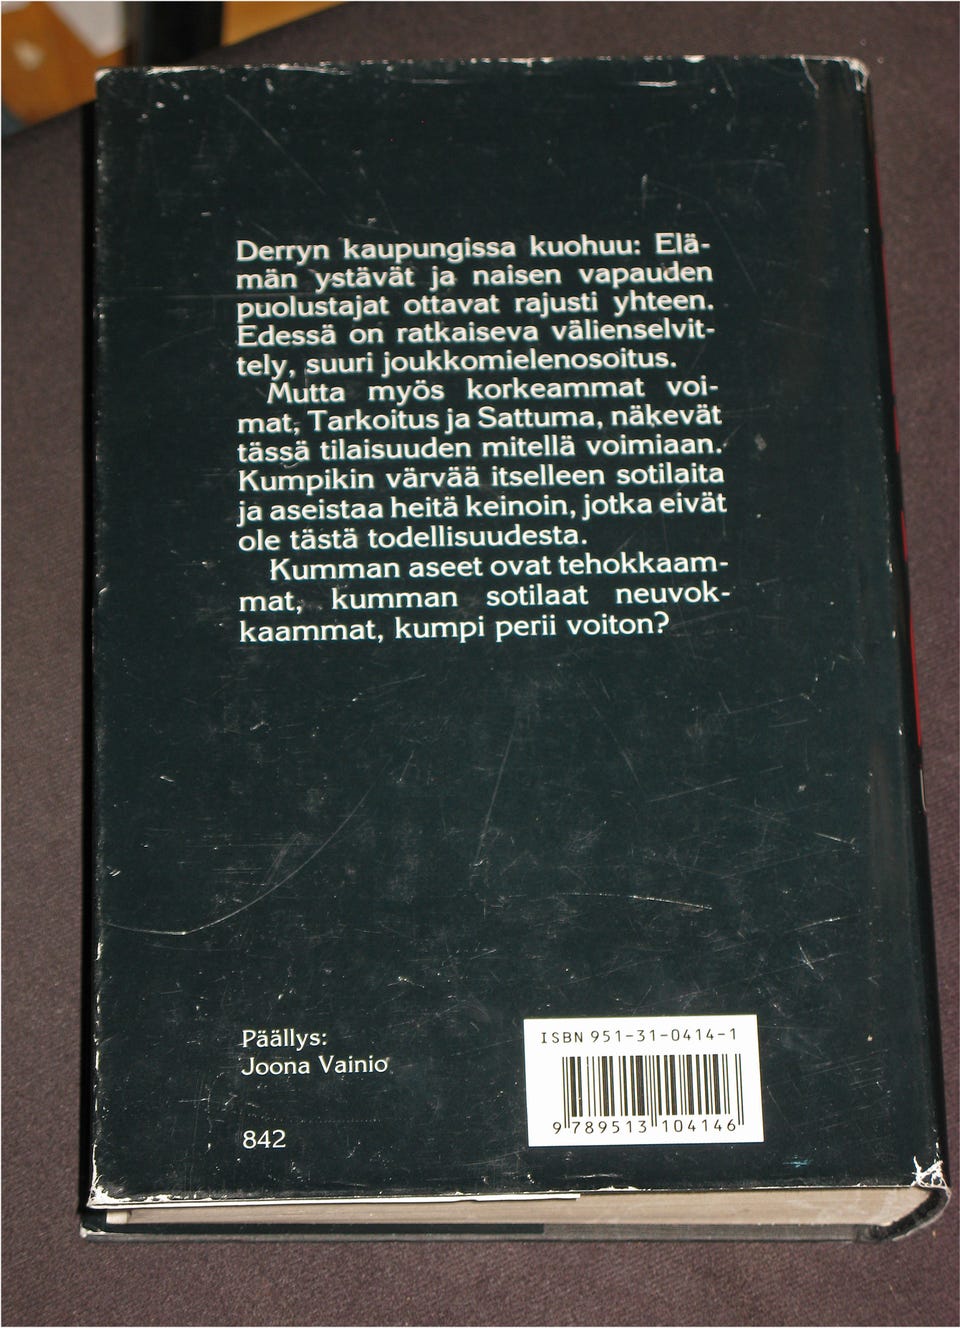 Derryn kaupungissa kuohuu: Elä-
män ystävät ja naisen vapauden
puolustajat ottavat rajusti yhteen.
Edessä on ratkaiseva välienselvit-
tely, suuri joukkomielenosoitus.
Mutta myös korkeammat voi-
mat, Tarkoitus ja Sattuma, näkevät
tässä tilaisuuden mitellä voimiaan.
Kumpikin värvää itselleen sotilaita
ja aseistaa heitä keinoin, jotka eivät
ole tästä todellisuudesta.
Kumman aseet ovat tehokkaam-
mat, kumman sotilaat neuvok-
kaammat, kumpi perii voiton?
Päällys:
Joona Vainio
842
ISBN 951-31-0414-1
9 789513 104146